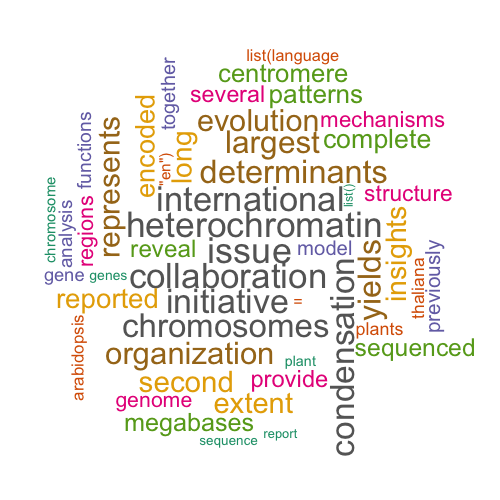 list(language
centromere
together
several patterns
evolution mechanisms
encoded
long
largest complete
represents
"en")
determinants
functions
international list() structure
heterochromatin
regions
chromosome
analysis
reveal issue model
insights
yields
previously
gene genes collaboration
thaliana
reported initiative =
condensation
chromosomes plants
arabidopsis
organization sequenced
plant
second provide
genome extent
megabases
sequence report